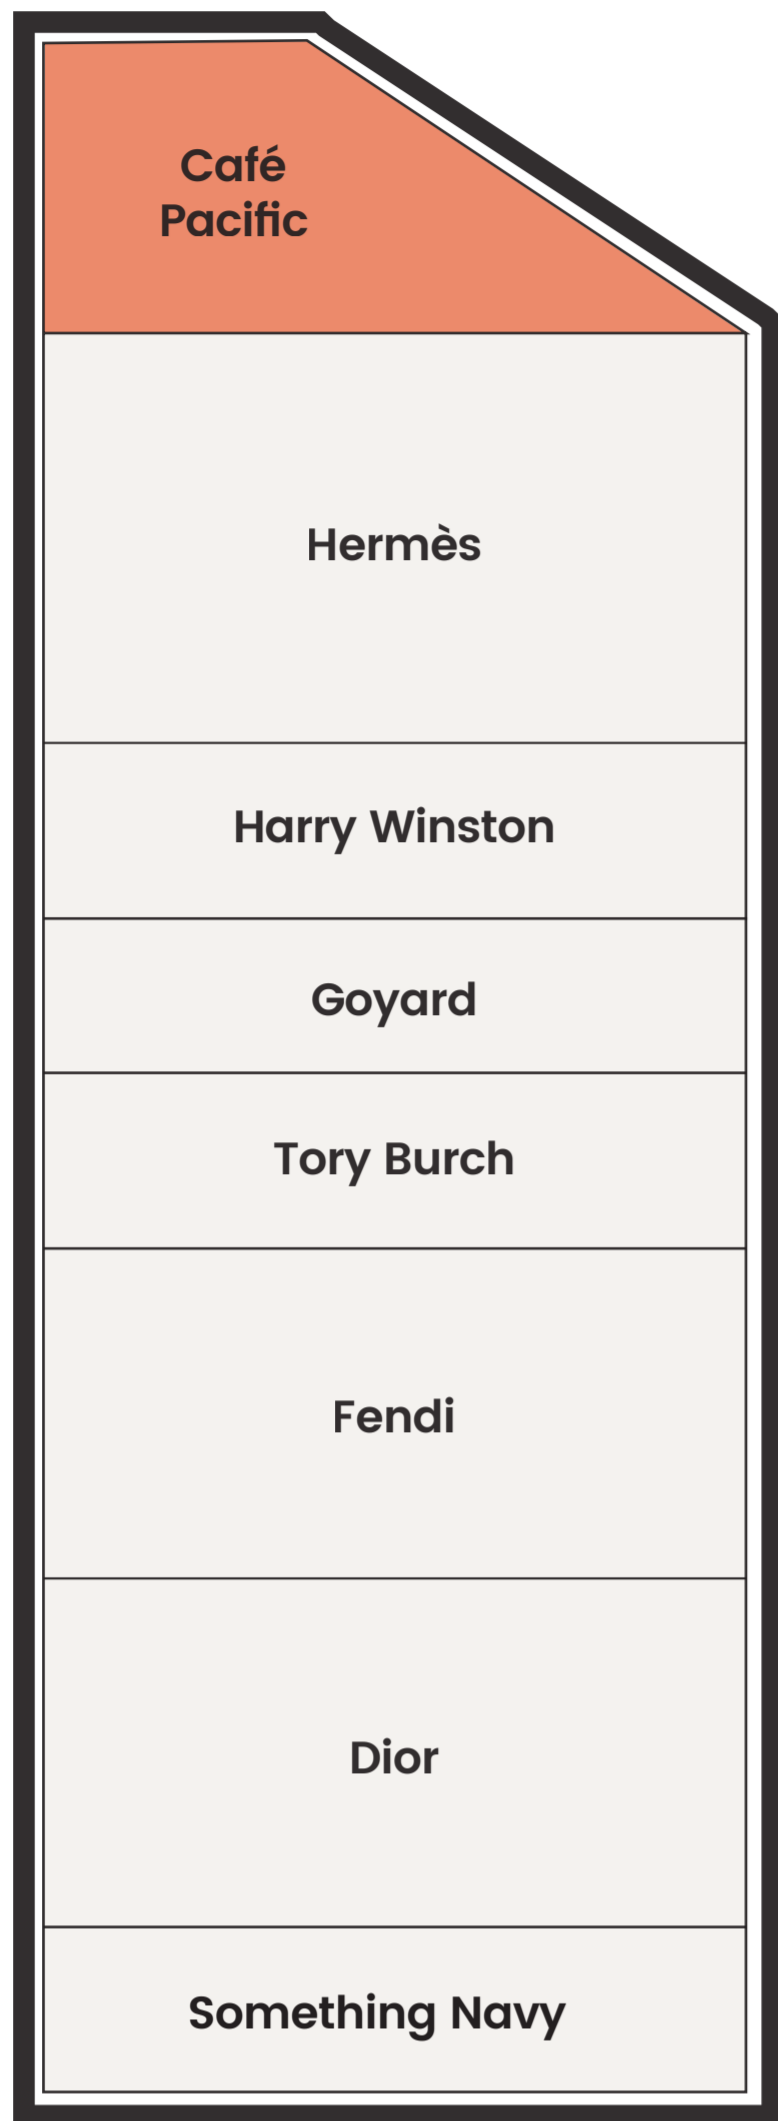 Café
Pacific
Hermès
Harry Winston
Goyard
Tory Burch
Fendi
Dior
Something Navy